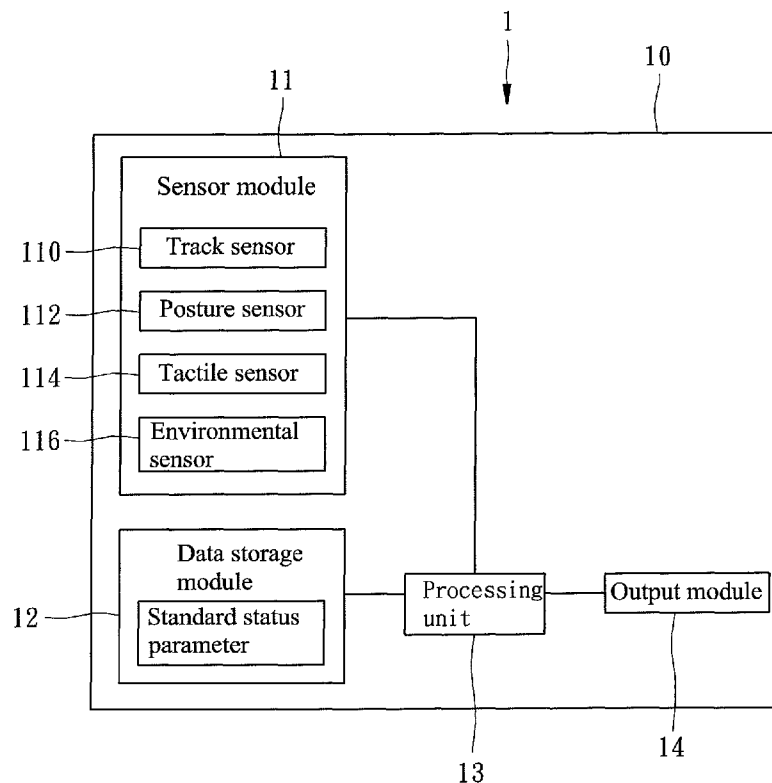 1
10
11
Sensor module
110
Track sensor
112
Posture sensor
114
Tactile sensor
116
Environmental
sensor
Data storage
module
12
Standard status
parameter
Processing
unit
Output module
13
14